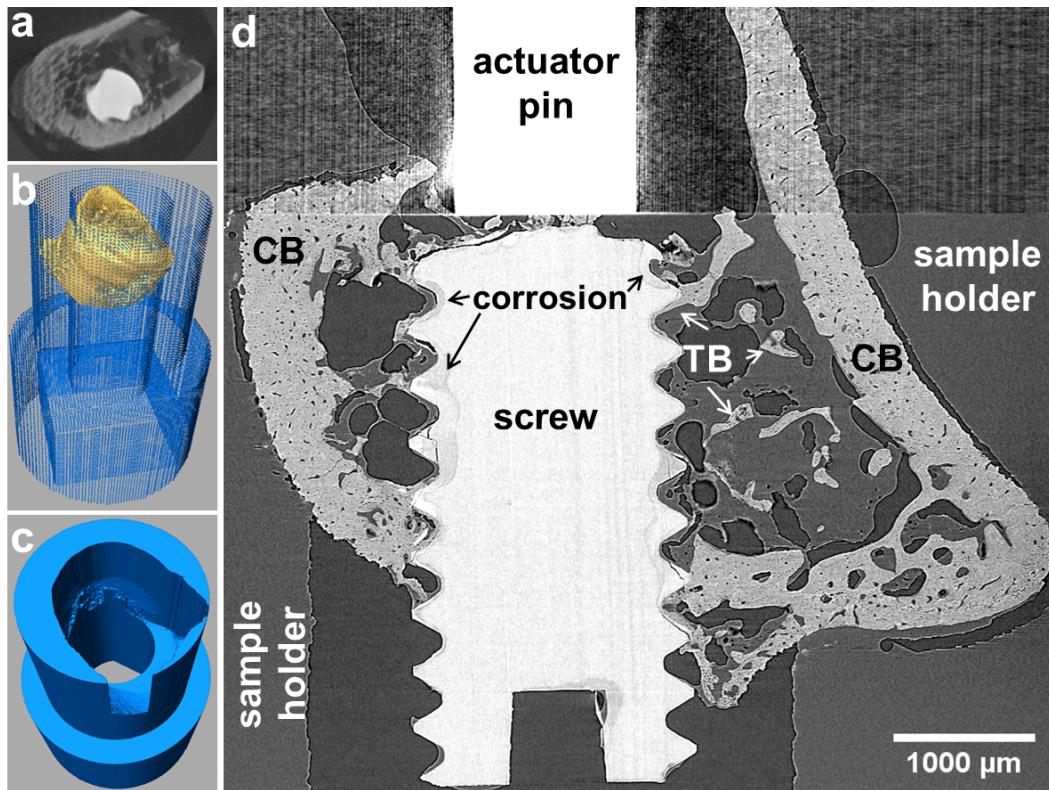 a
b
c
d
actuator
pin
CB
corrosion
TB
CB
screw
sample
holder
sample
holder
1000 µm